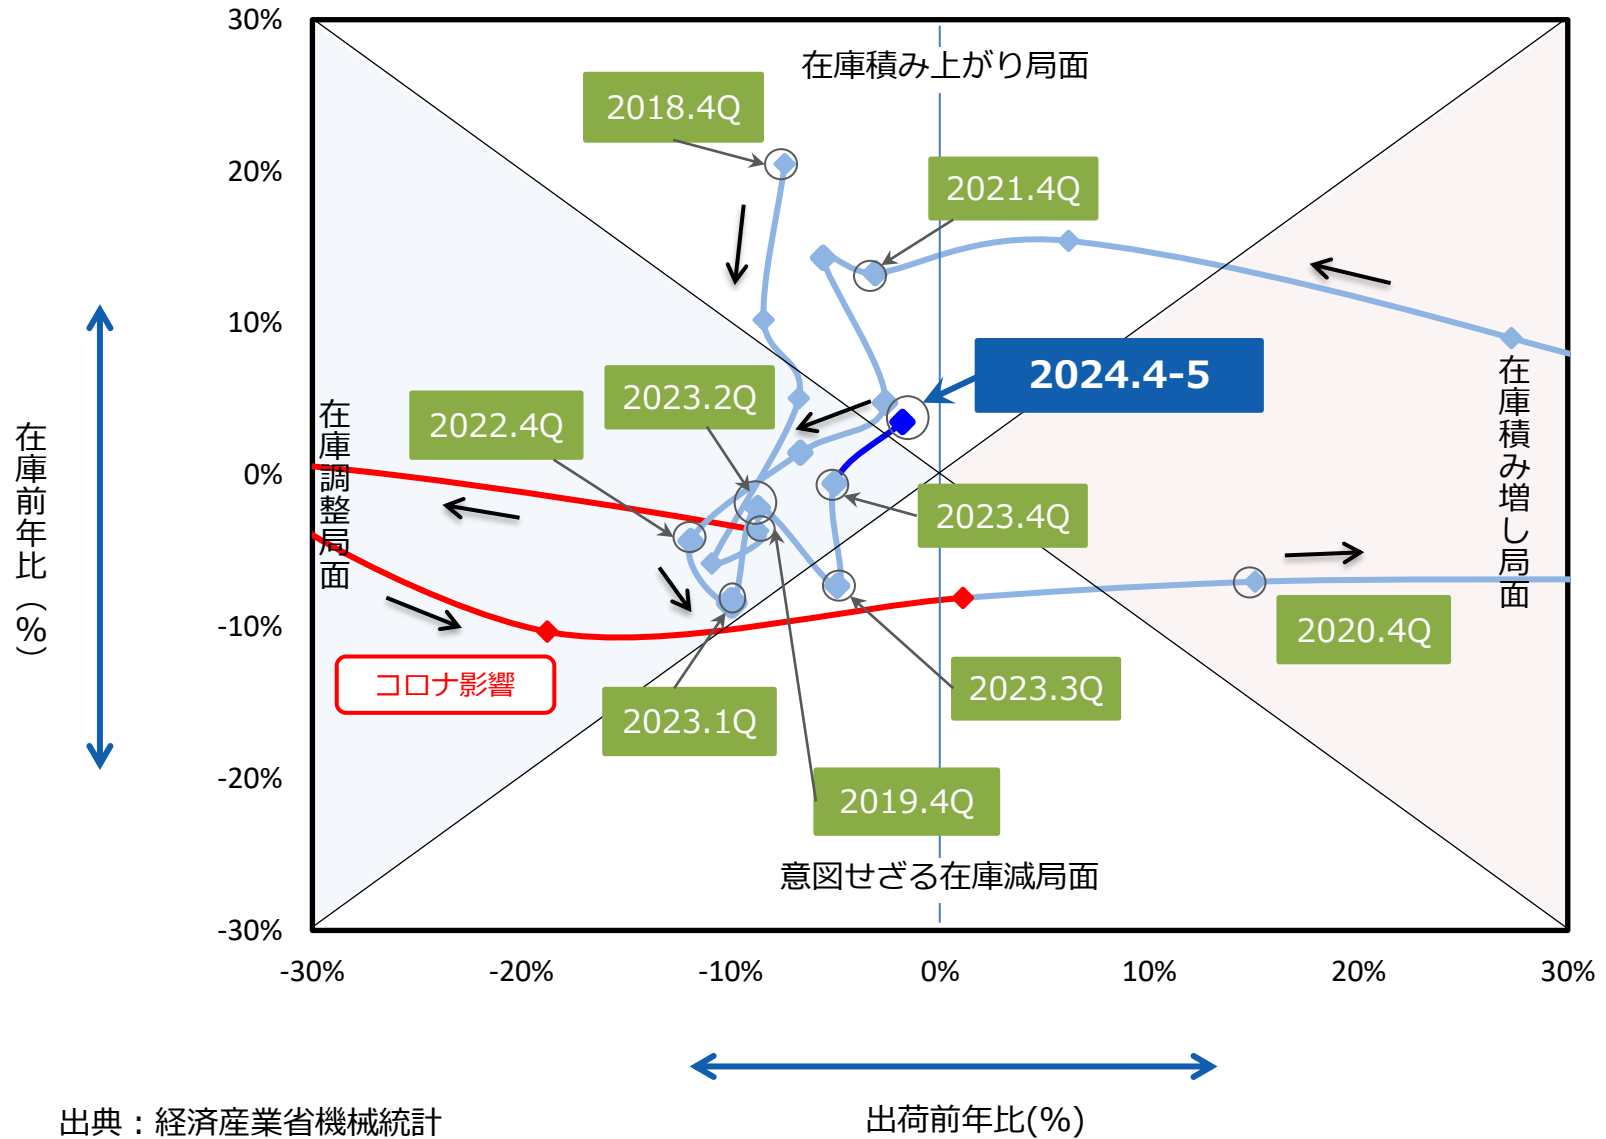 30%
在庫積み上がり局面
2018.4Q
20%
2021.4Q
10%
2024.4-5
2023.2Q
2022.4Q
在庫調整局面
在庫積み増し局面
在庫前年比（%）
0%
2023.4Q
-10%
2020.4Q
コロナ影響
2023.3Q
2023.1Q
-20%
2019.4Q
意図せざる在庫減局面
-30%
-30%
-20%
-10%
0%
10%
20%
30%
出荷前年比(%)
出典：経済産業省機械統計